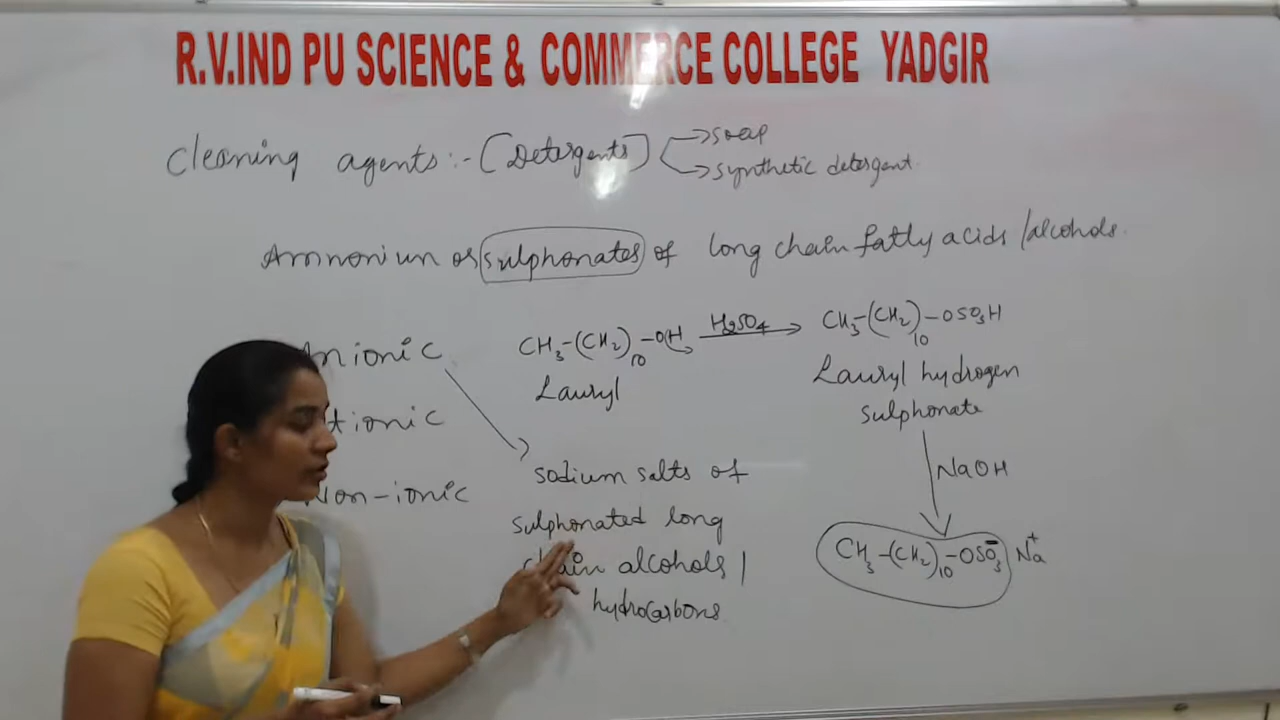 R.V.IND PU SCIENCE & COMMERCE COLLEGE YADGIR
Cleaning agents:- (Detergents) → soap
→ synthetic detergent
Ammonium or sulphonates of long chain fatty acids / alcohols.
Anionic
CH3-(CH2)10-OH H2SO4 → CH3-(CH2)10-OSO3H
Lauryl
Lauryl hydrogen
sulphonate
tionic
Non-ionic
sodium salts of
sulphonated long
chain alcohols /
hydrocarbons
NaOH
CH3-(CH2)10-OSO3⁻ Na⁺